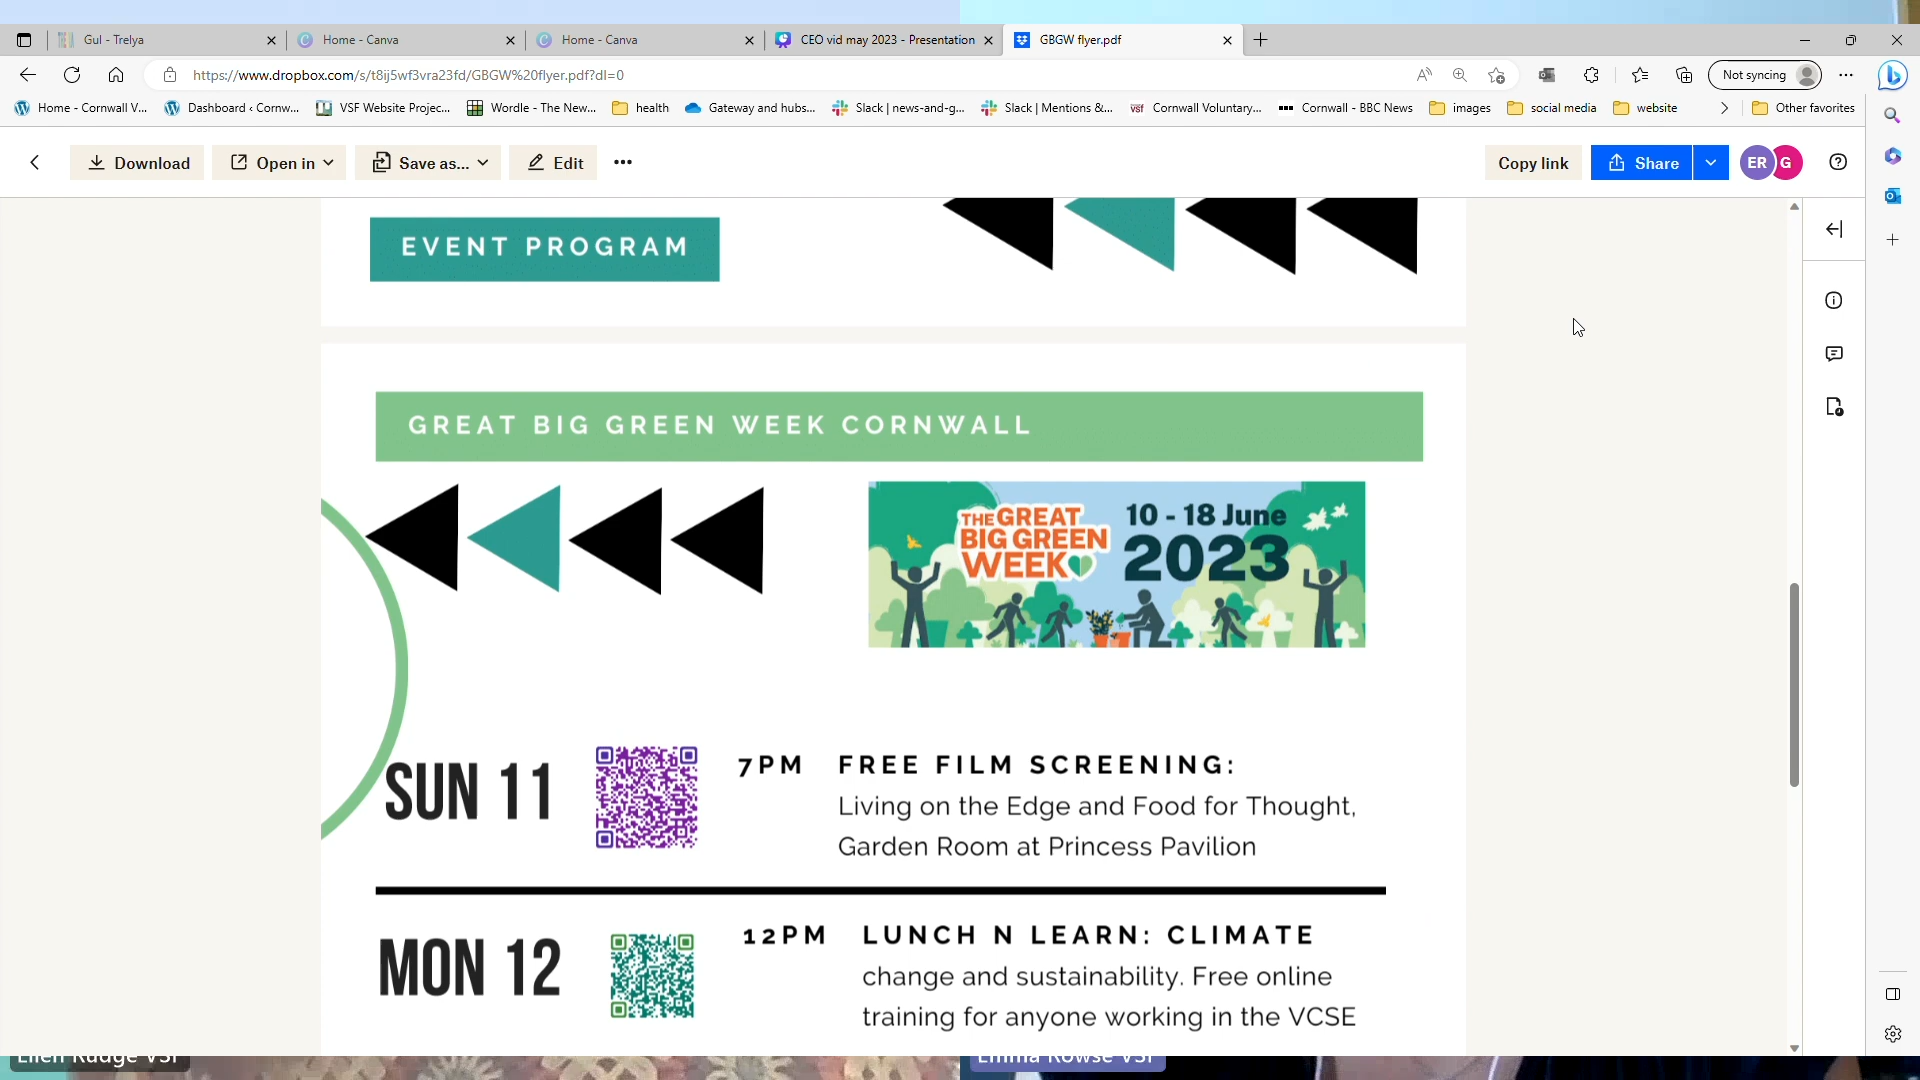 Gul - Trelya
Home - Canva
Home - Canva
CEO vid may 2023 - Presentation
GBGW flyer.pdf
https://www.dropbox.com/s/t8ij5wf3vra23fd/GBGW%20flyer.pdf?dl=0
Not syncing
Home - Cornwall V...
Dashboard ‹ Cornw...
VSF Website Projec...
Wordle - The New...
health
Gateway and hubs...
Slack | news-and-g...
Slack | Mentions &...
Cornwall Voluntary...
Cornwall - BBC News
images
social media
website
Other favorites
Download
Open in
Save as...
Edit
Copy link
Share
ER
G
EVENT PROGRAM
GREAT BIG GREEN WEEK CORNWALL
THE GREAT
BIG GREEN
WEEK
10 - 18 June
2023
SUN 11
7PM
FREE FILM SCREENING:
Living on the Edge and Food for Thought,
Garden Room at Princess Pavilion
MON 12
12PM
LUNCH N LEARN: CLIMATE
change and sustainability. Free online
training for anyone working in the VCSE
Ellen Rudge VSF
Emma Rowse VSF